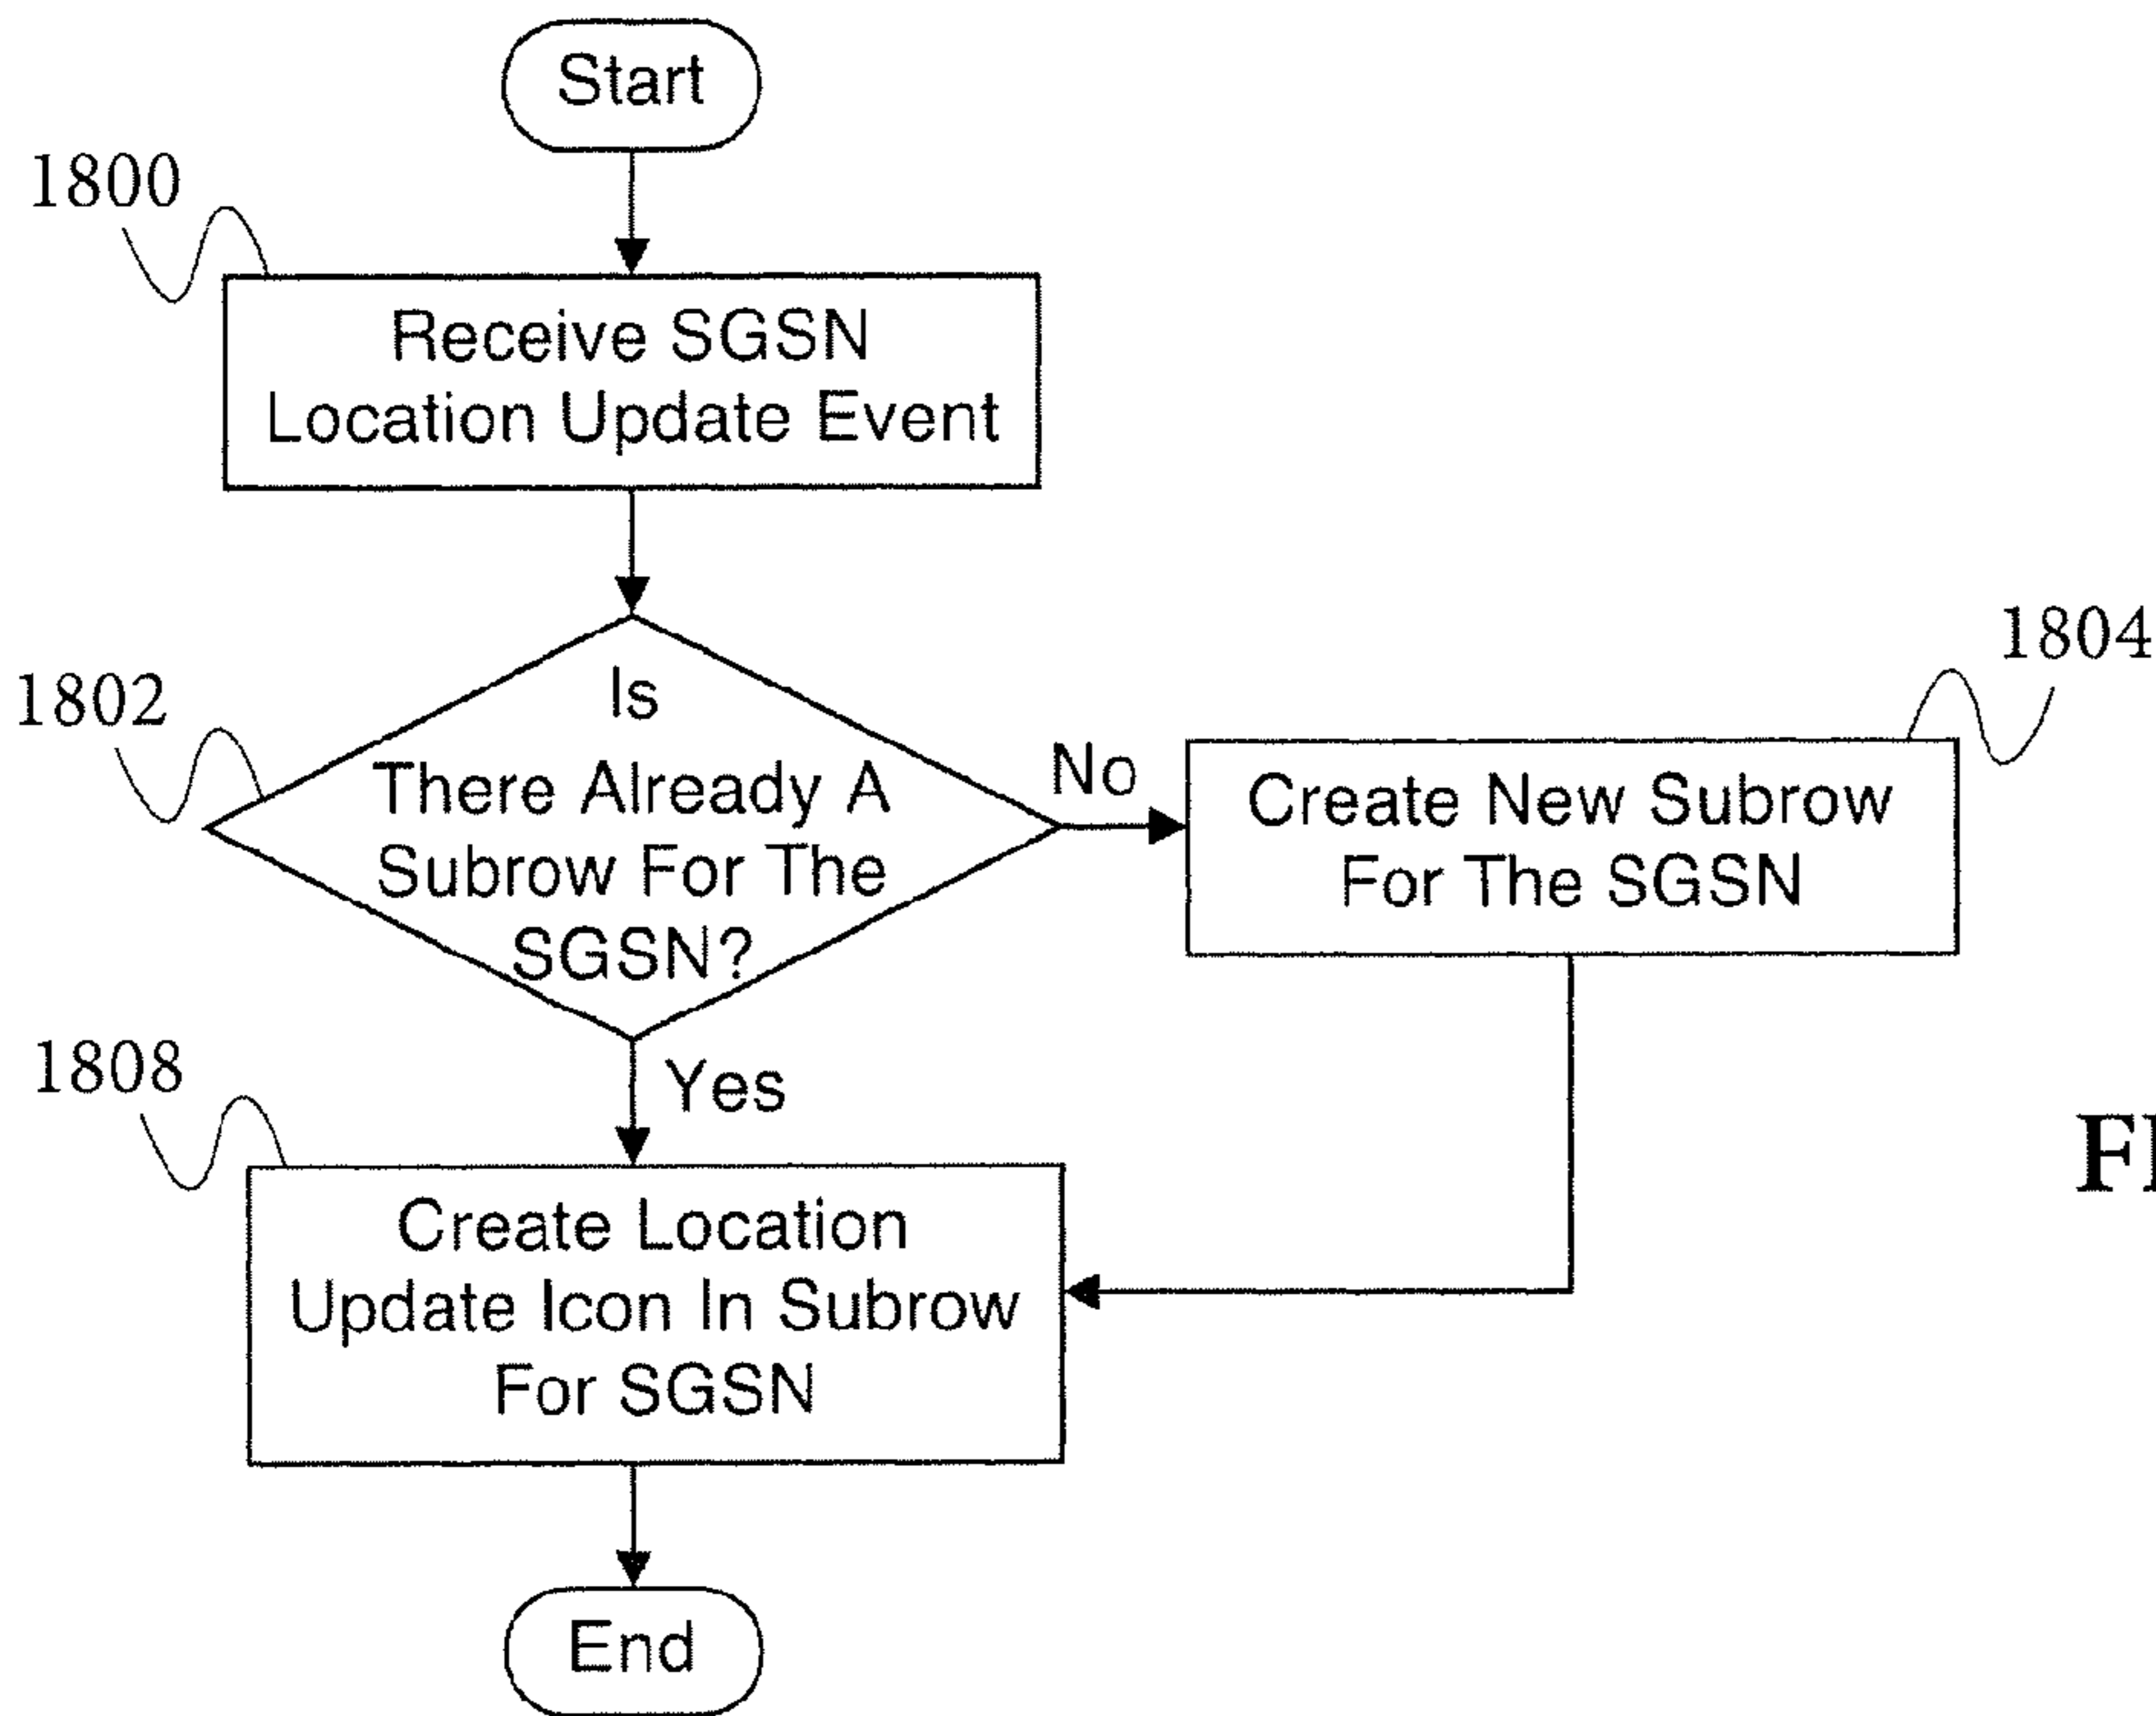 Start
1800
Receive SGSN
Location Update Event
1802
Is
There Already A
Subrow For The
SGSN?
No
1804
Create New Subrow
For The SGSN
Yes
1808
Create Location
Update Icon In Subrow
For SGSN
End